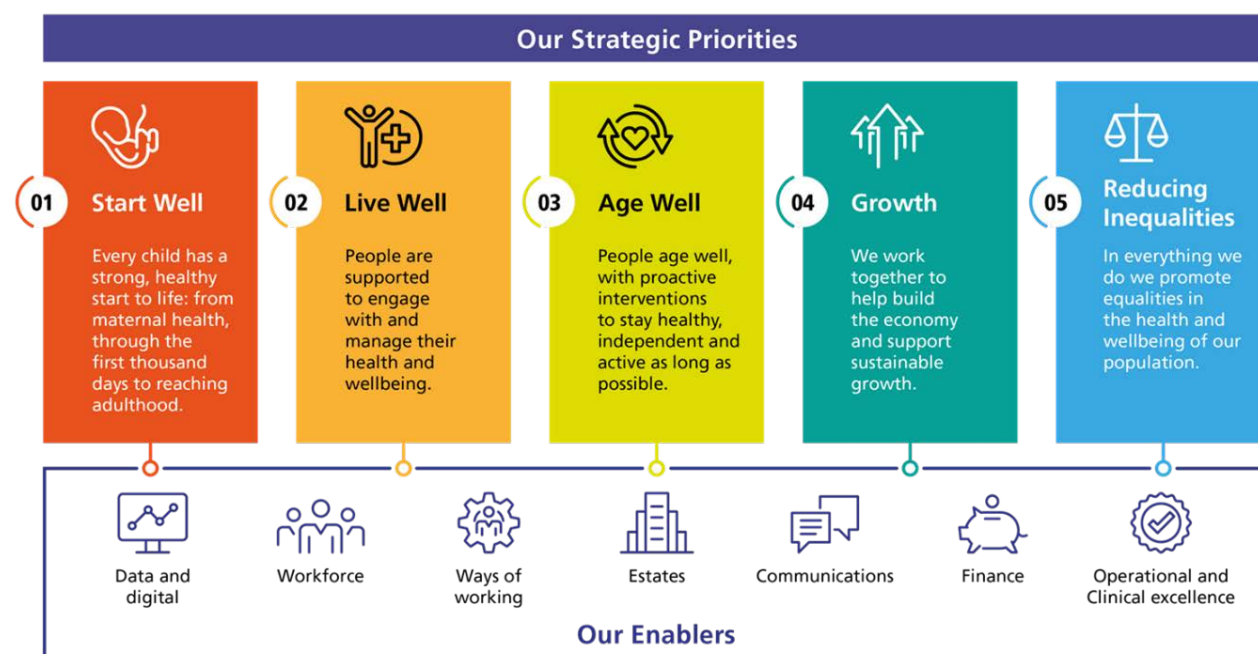 Our Strategic Priorities
01
Start Well
Every child has a
strong, healthy
start to life: from
maternal health,
through the
first thousand
days to reaching
adulthood.
02
Live Well
People are
supported
to engage
with and
manage their
health and
wellbeing.
03
Age Well
People age well,
with proactive
interventions
to stay healthy,
independent and
active as long as
possible.
04
Growth
We work
together to
help build
the economy
and support
sustainable
growth.
05
Reducing
Inequalities
In everything we
do we promote
equalities in
the health and
wellbeing of our
population.
Data and
digital
Workforce
Ways of
working
Estates
Communications
Finance
Operational and
Clinical excellence
Our Enablers